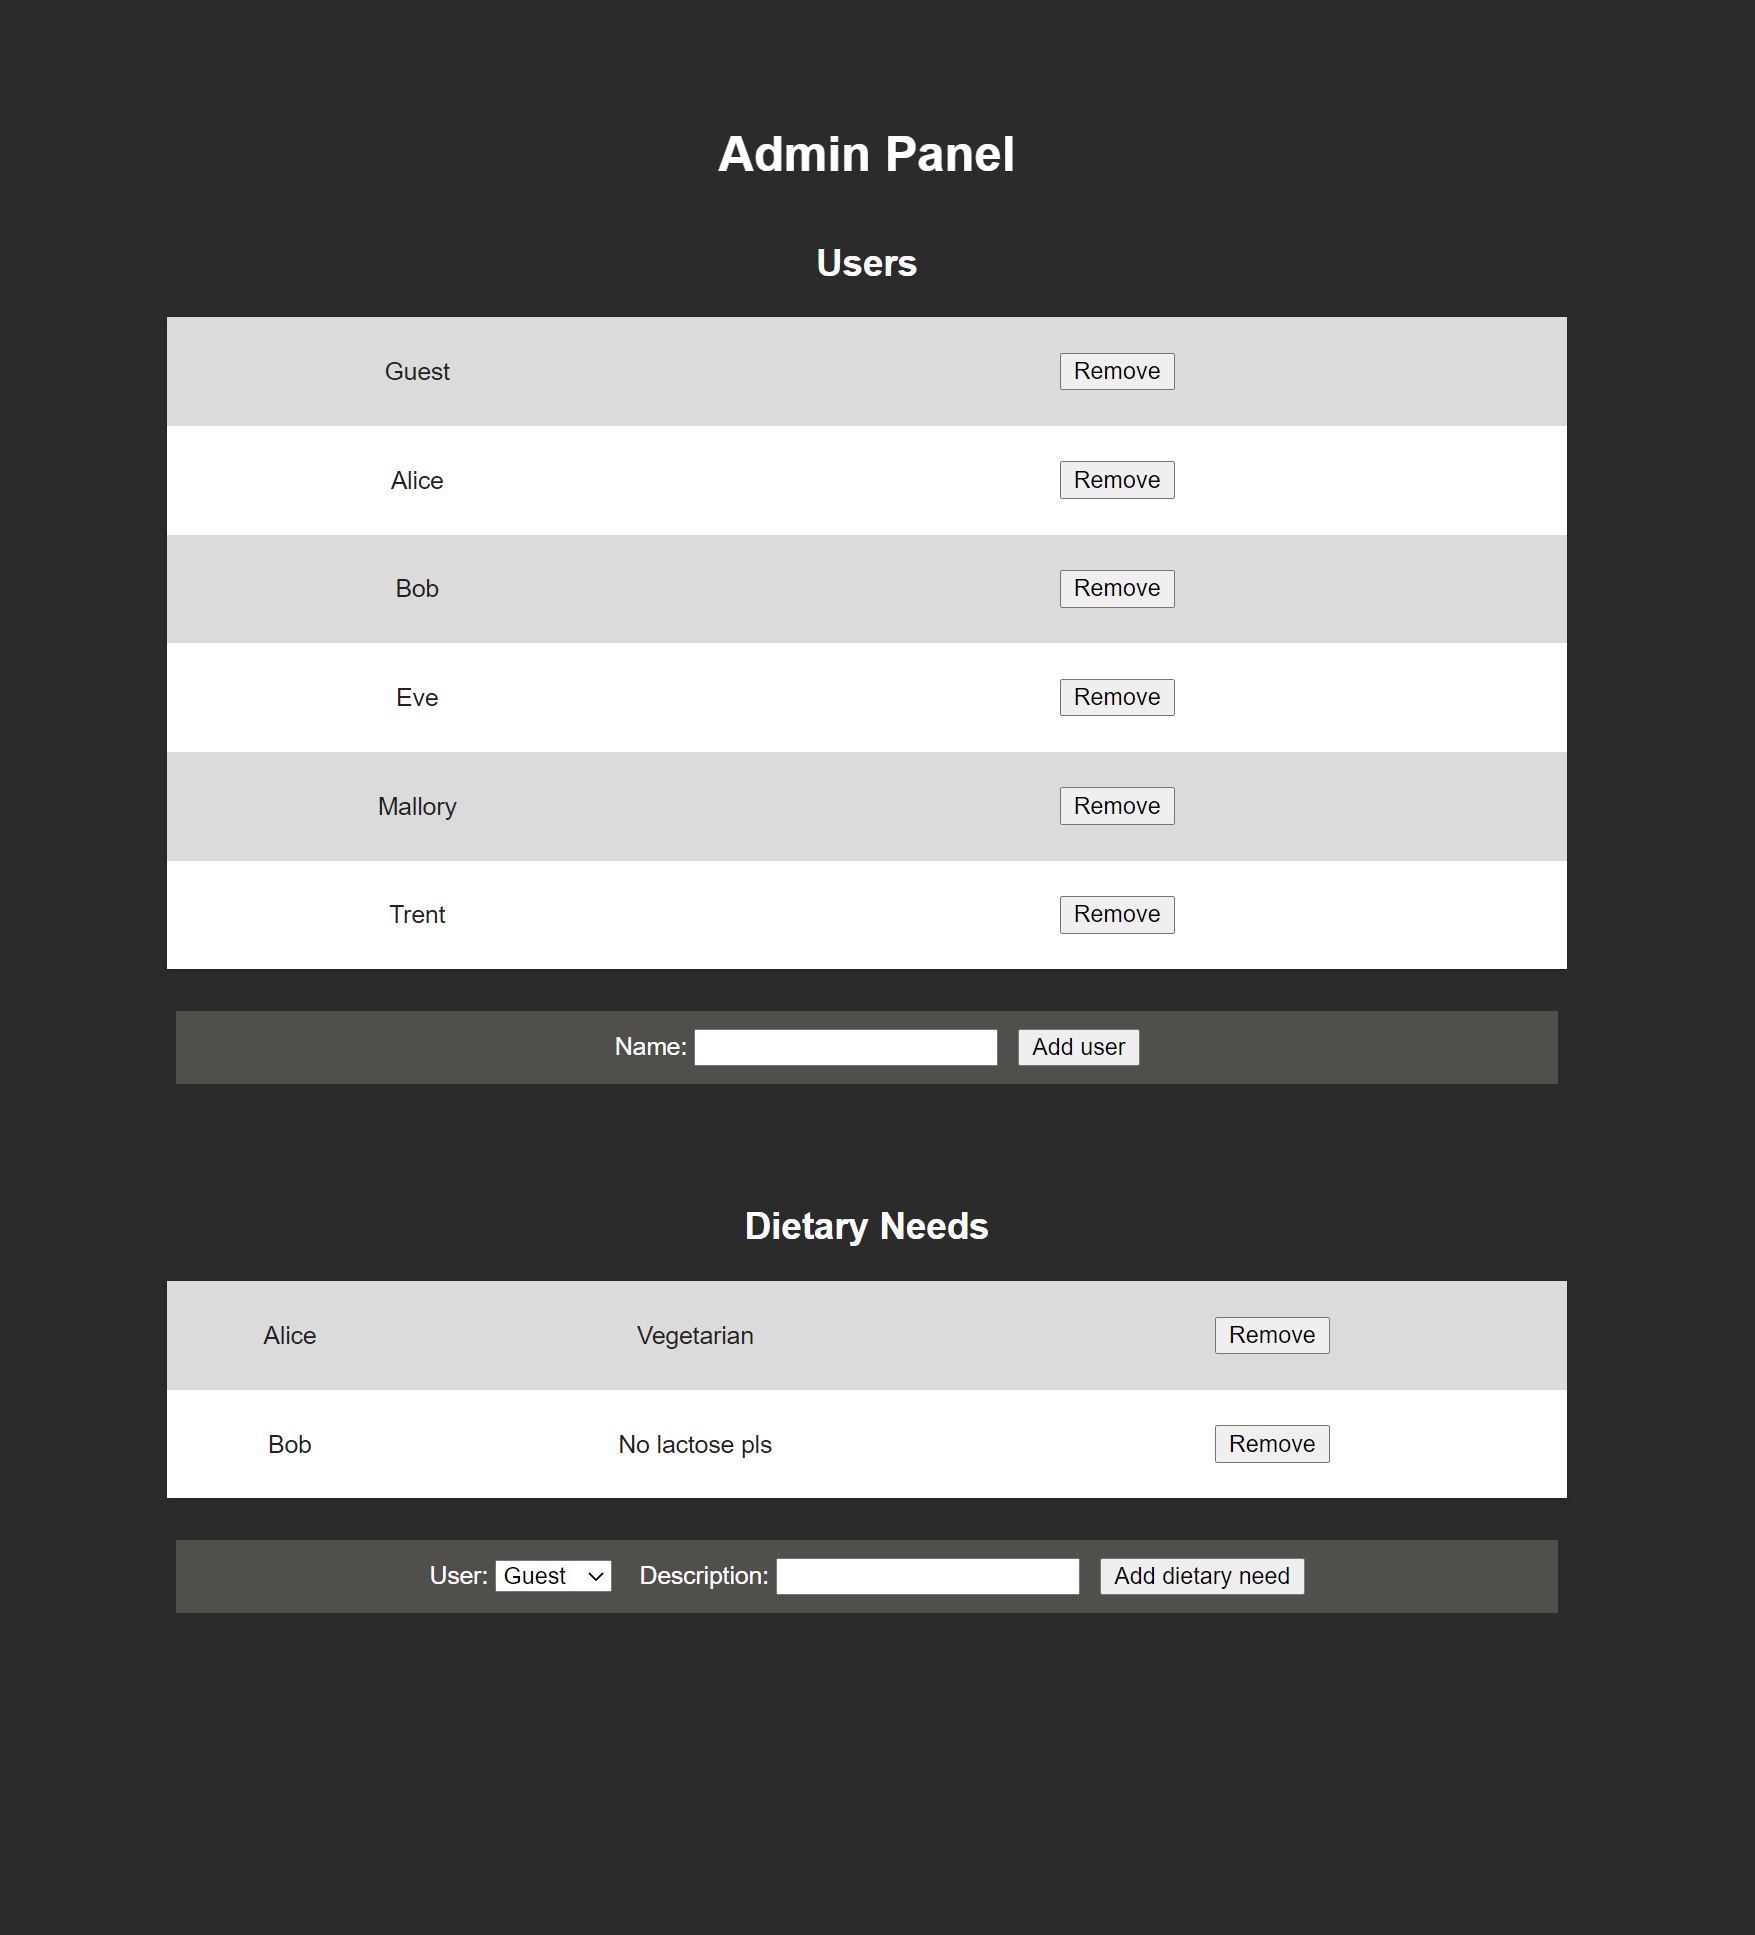 Admin Panel
Users
Guest Remove
Alice Remove
Bob Remove
Eve Remove
Mallory Remove
Trent Remove
Name: Add user
Dietary Needs
Alice Vegetarian Remove
Bob No lactose pls Remove
User: Guest Description: Add dietary need